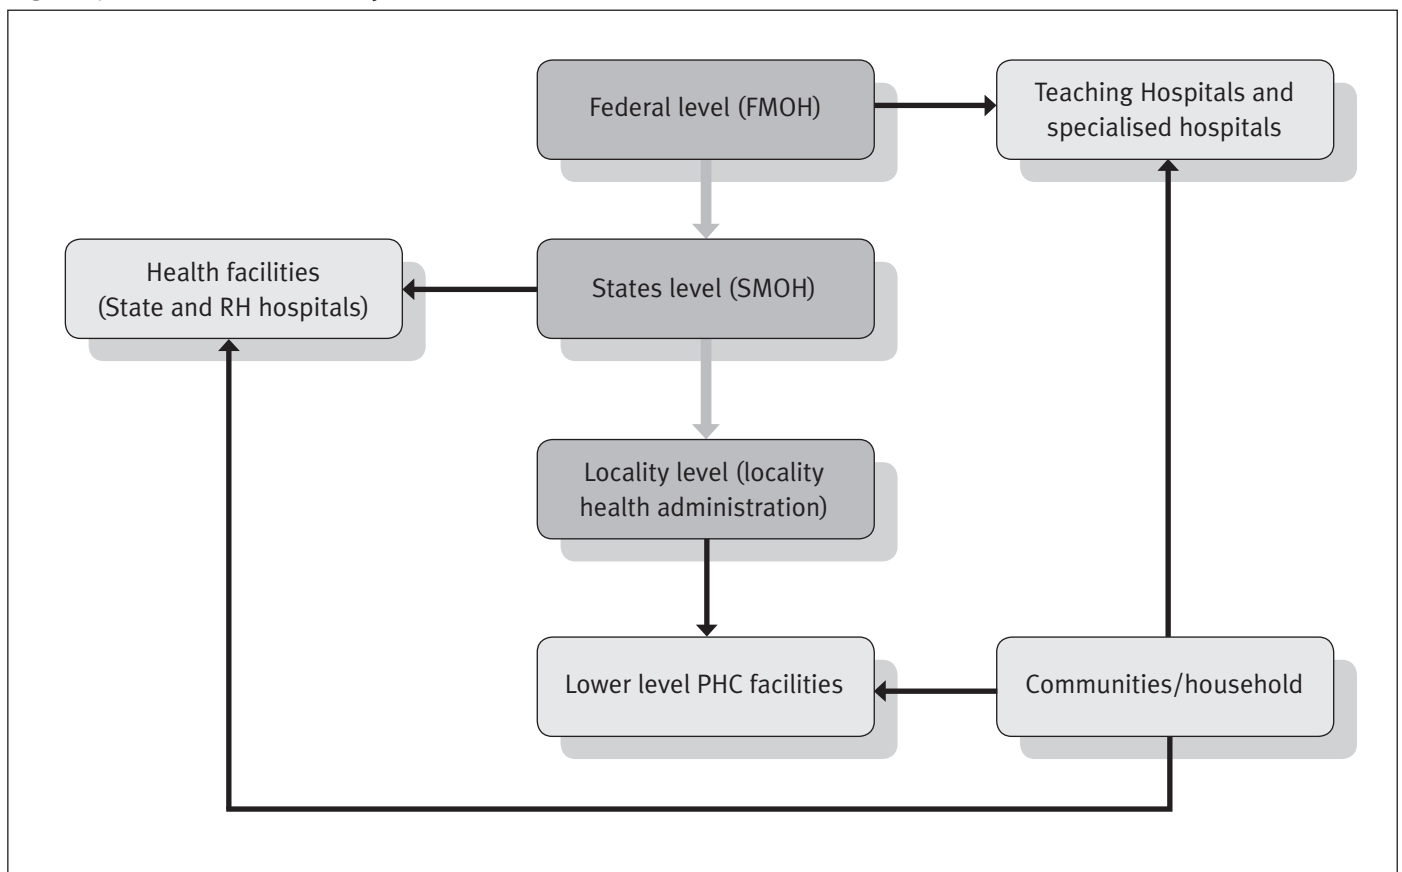 Federal level (FMOH)
Teaching Hospitals and
specialised hospitals
Health facilities
(State and RH hospitals)
States level (SMOH)
Locality level (locality
health administration)
Lower level PHC facilities
Communities/household